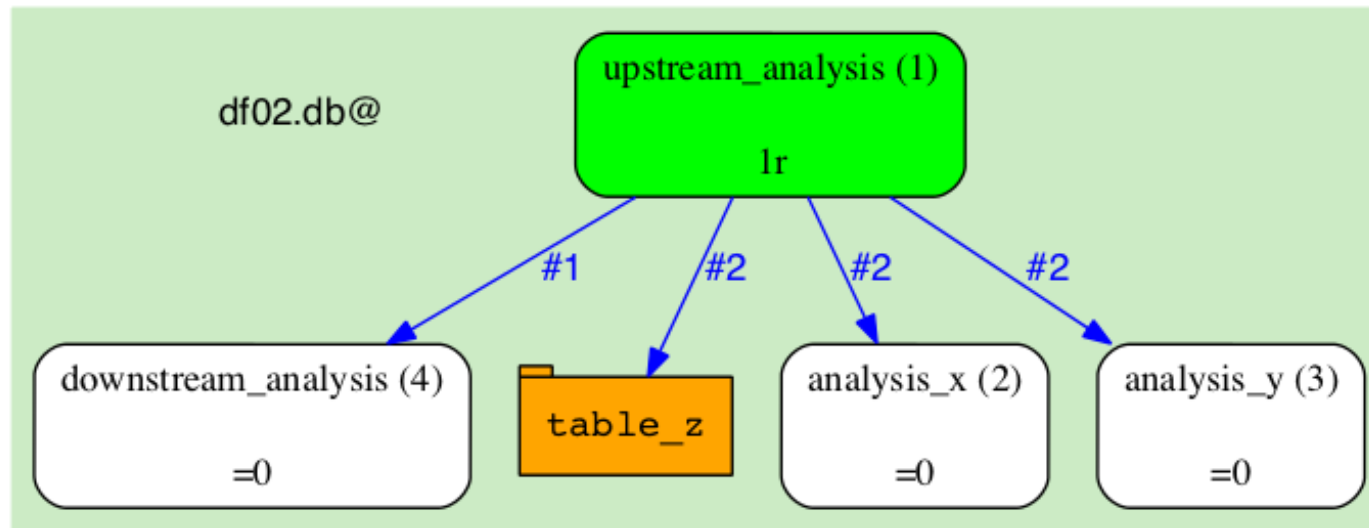 upstream_analysis (1)
df02.db@
1r
#1
#2
#2
#2
downstream_analysis (4)
=0
table_z
analysis_x (2)
=0
analysis_y (3)
=0